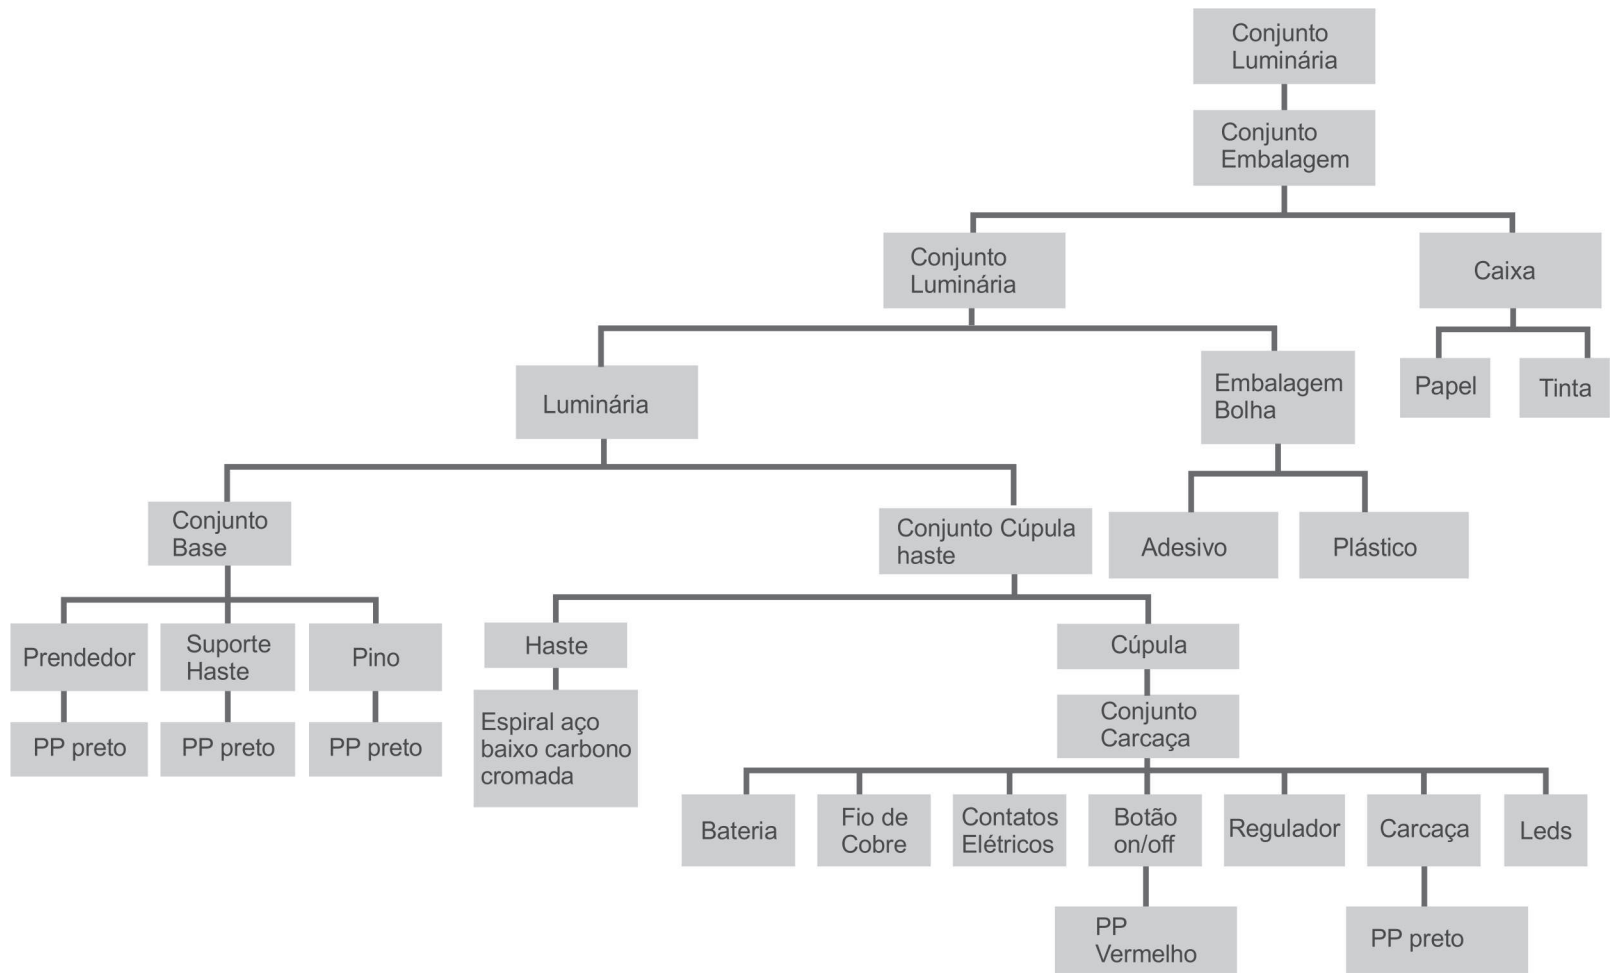 Conjunto
Luminária
Conjunto
Embalagem
Conjunto
Luminária
Caixa
Luminária
Embalagem
Bolha
Papel
Tinta
Conjunto
Base
Conjunto Cúpula
haste
Adesivo
Plástico
Prendedor
Suporte
Haste
Pino
Haste
Cúpula
PP preto
PP preto
PP preto
Espiral aço
baixo carbono
cromada
Conjunto
Carcaça
Bateria
Fio de
Cobre
Contatos
Elétricos
Botão
on/off
Regulador
Carcaça
Leds
PP
Vermelho
PP preto